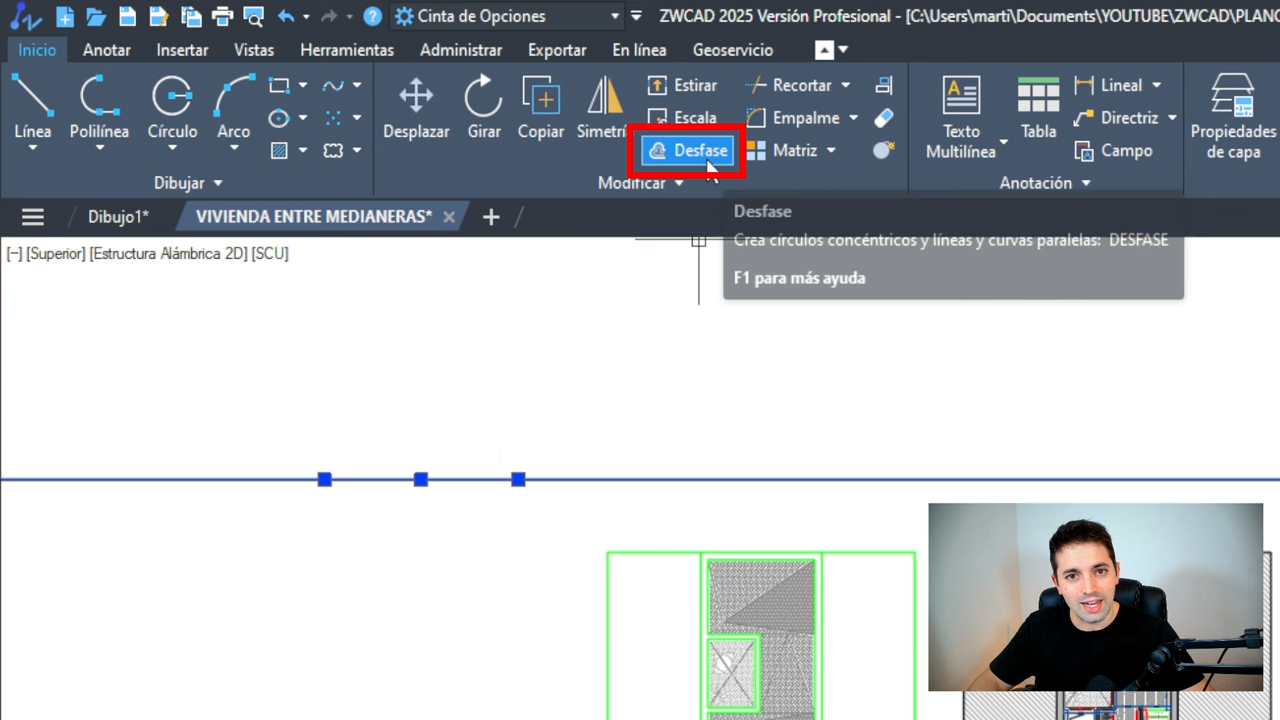 Cinta de Opciones
ZWCAD 2025 Versión Profesional - [C:\Users\marti\Documents\YOUTUBE\ZWCAD\PLANO
Inicio Anotar Insertar Vistas Herramientas Administrar Exportar En línea Geoservicio
Línea Polilínea Círculo Arco
Dibujar
Desplazar Girar Copiar Simetrí
Estirar Recortar
Escala Empalme
Desfase Matriz
Modificar
Texto Multilínea
Tabla
Lineal
Directriz
Campo
Anotación
Propiedades
de capa
Dibujo1* VIVIENDA ENTRE MEDIANERAS*
[−] [Superior] [Estructura Alámbrica 2D] [SCU]
Desfase
Crea círculos concéntricos y líneas y curvas paralelas: DESFASE
F1 para más ayuda